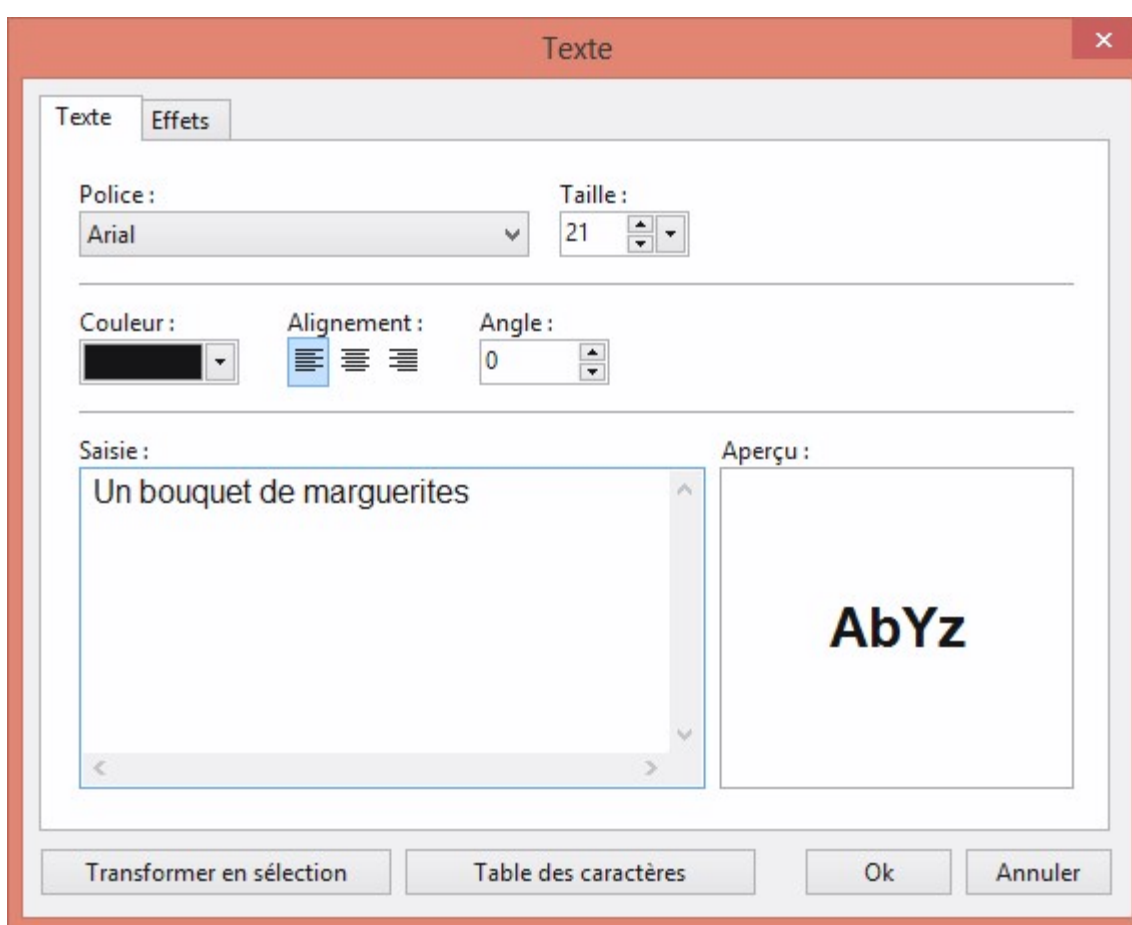 Texte
Texte Effets
Police : Taille :
Arial 21
Couleur : Alignement : Angle :
0
Saisie : Aperçu :
Un bouquet de marguerites
AbYz
Transformer en sélection Table des caractères Ok Annuler